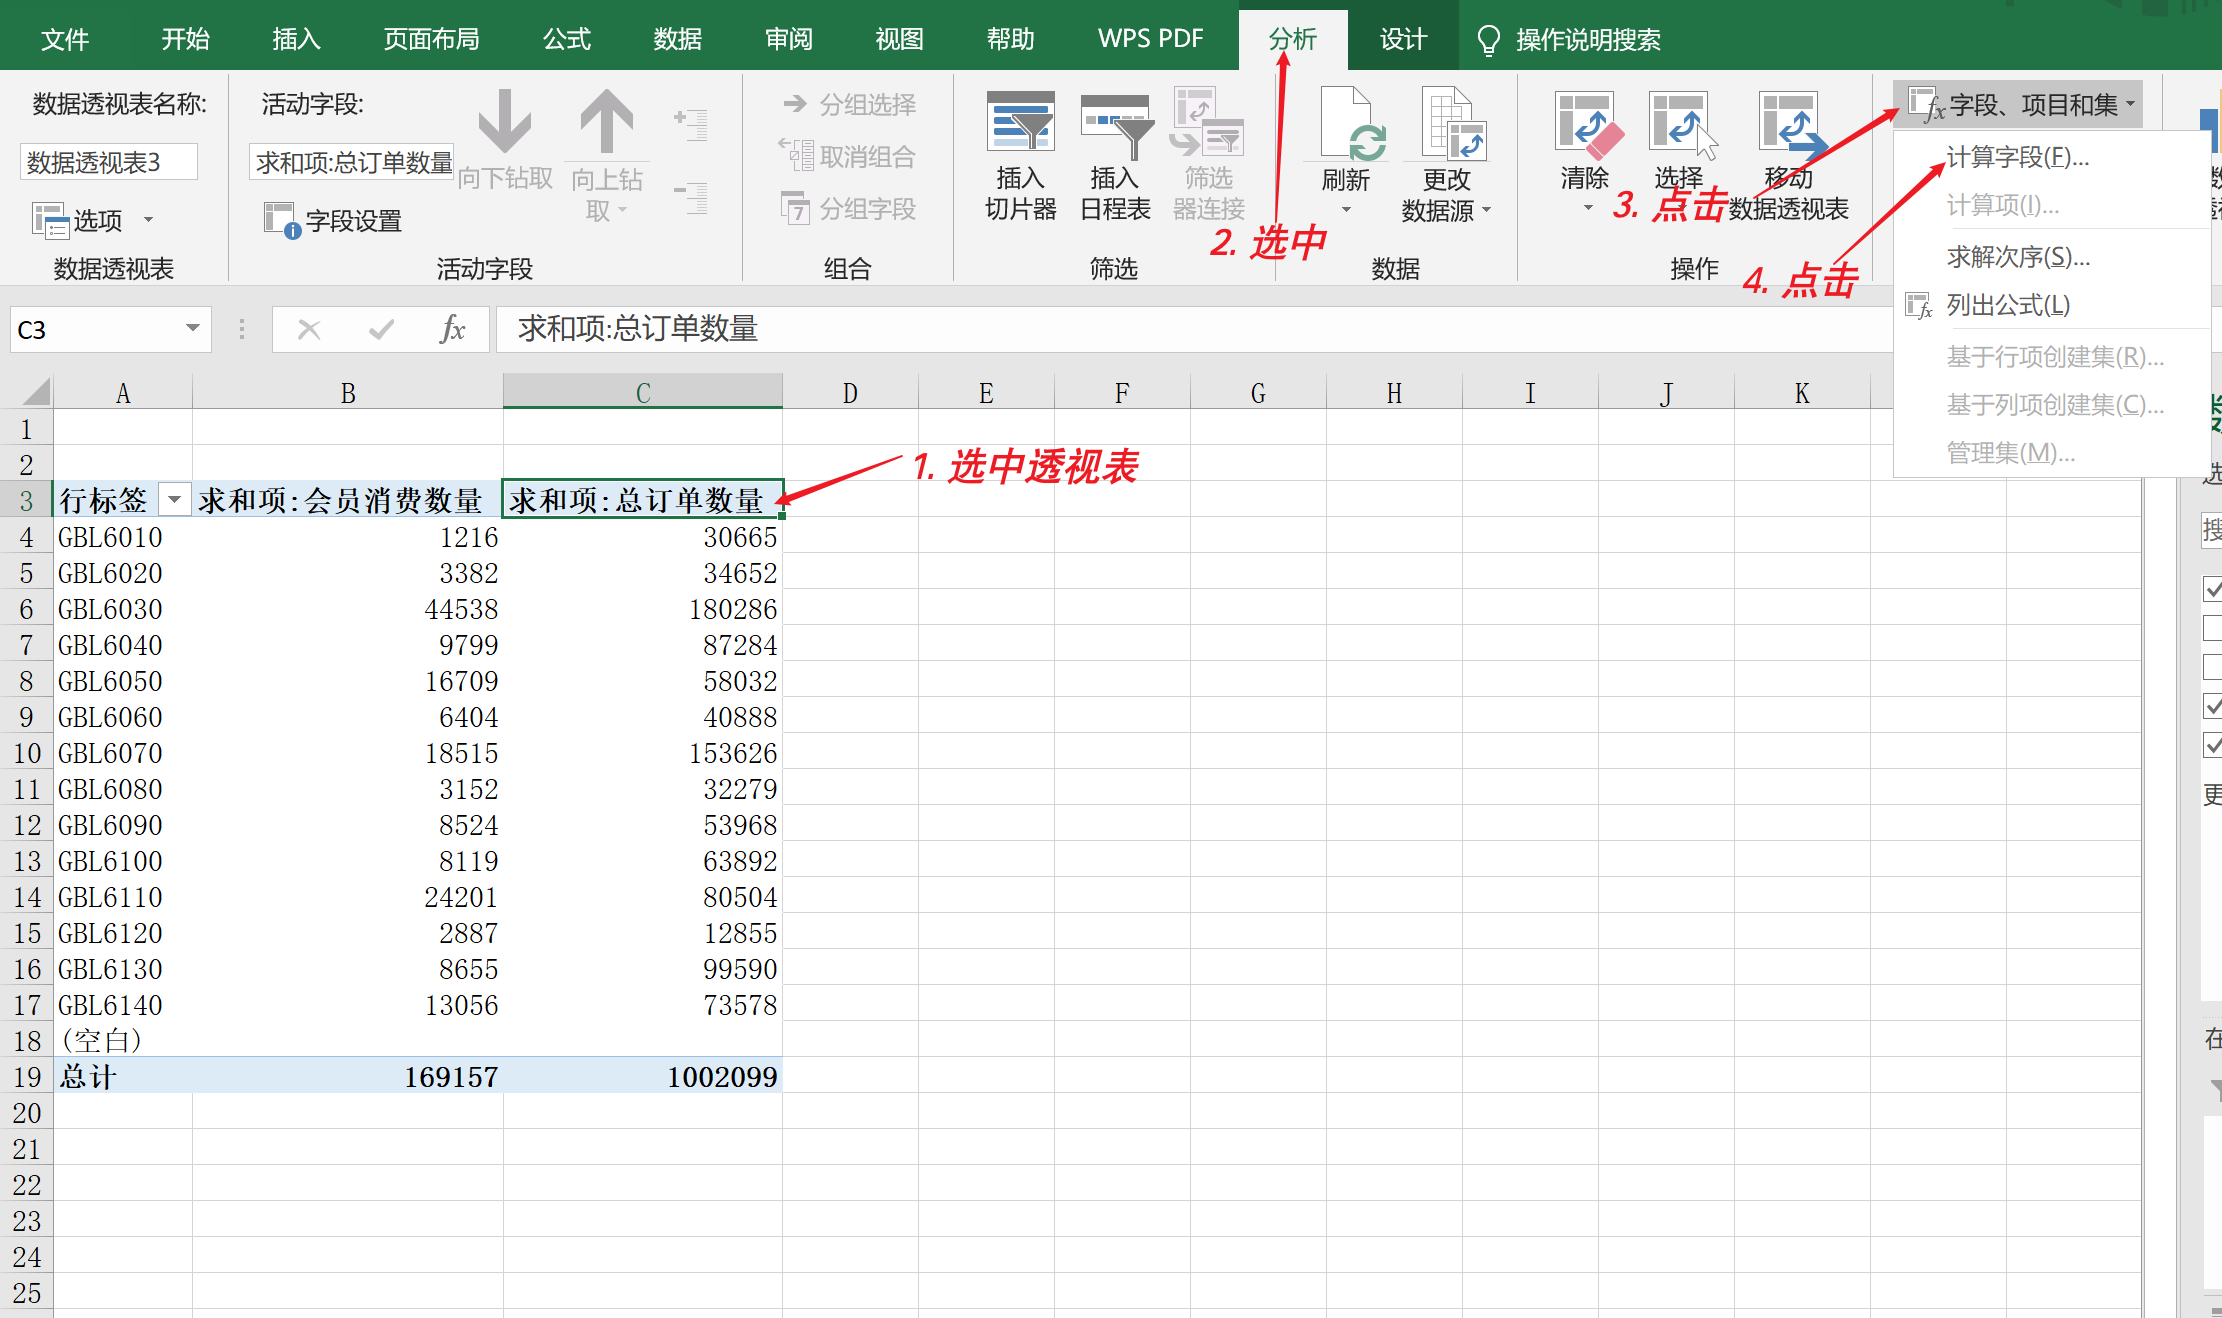 文件 开始 插入 页面布局 公式 数据 审阅 视图 帮助 WPS PDF 分析 设计 操作说明搜索
数据透视表名称: 活动字段: 分组选择 字段、项目和集
数据透视表3 求和项:总订单数量 向下钻取 向上钻取 取消组合 插入切片器 插入日程表 筛选器连接 刷新 更改数据源 清除 选择 移动数据透视表 计算字段(F)...
选项 字段设置 分组字段 3. 点击 计算项(I)...
2. 选中
数据透视表 活动字段 组合 筛选 数据 操作 求解次序(S)...
4. 点击
列出公式(L)
C3 fx 求和项:总订单数量
基于行项创建集(R)...
基于列项创建集(C)...
管理集(M)...
A B C D E F G H I J K
1
2 1. 选中透视表
3 行标签 求和项:会员消费数量 求和项:总订单数量
4 GBL6010 1216 30665
5 GBL6020 3382 34652
6 GBL6030 44538 180286
7 GBL6040 9799 87284
8 GBL6050 16709 58032
9 GBL6060 6404 40888
10 GBL6070 18515 153626
11 GBL6080 3152 32279
12 GBL6090 8524 53968
13 GBL6100 8119 63892
14 GBL6110 24201 80504
15 GBL6120 2887 12855
16 GBL6130 8655 99590
17 GBL6140 13056 73578
18 (空白)
19 总计 169157 1002099
20
21
22
23
24
25